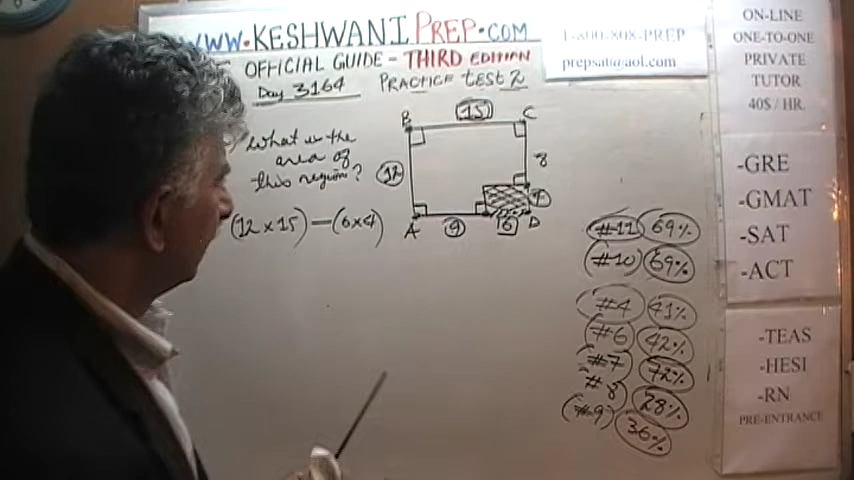 WWW.KESHWANIPREP.COM
OFFICIAL GUIDE - THIRD EDITION
Day 3164 PRACTICE test 2
1-800-808-PREP
prepsat@aol.com
ON-LINE
ONE-TO-ONE
PRIVATE
TUTOR
40$ / HR.
-GRE
-GMAT
-SAT
-ACT
-TEAS
-HESI
-RN
PRE-ENTRANCE
What is the
area of
this region?
(12 x 15) - (6x4)
B 15 C
12 8
4
A 9 6 D
#11 69%
#10 69%
#4 41%
#6 42%
#7 72%
#8 28%
#9 36%